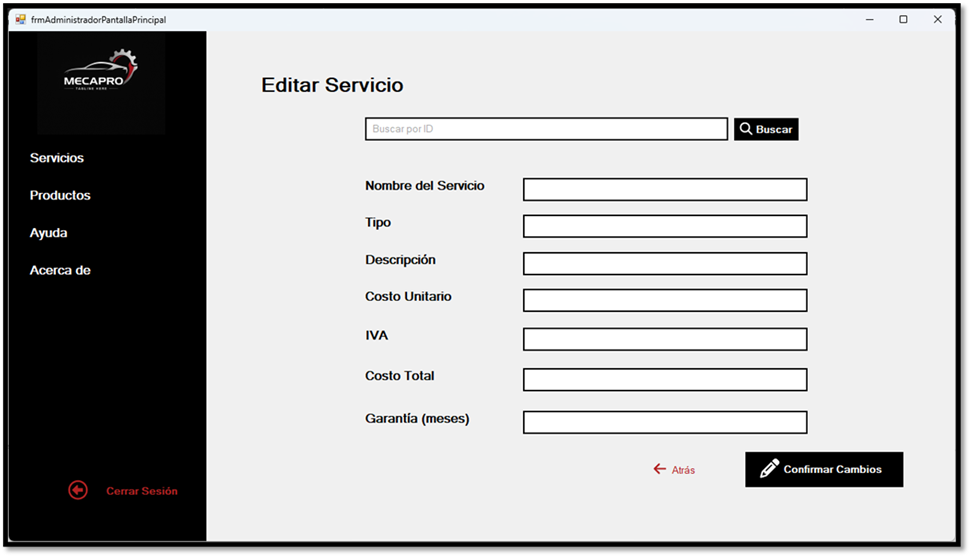 frmAdministradorPantallaPrincipal
MECAPRO
TAGLINE HERE
Servicios
Productos
Ayuda
Acerca de
Cerrar Sesión
Editar Servicio
Buscar por ID
Buscar
Nombre del Servicio
Tipo
Descripción
Costo Unitario
IVA
Costo Total
Garantía (meses)
Atrás
Confirmar Cambios